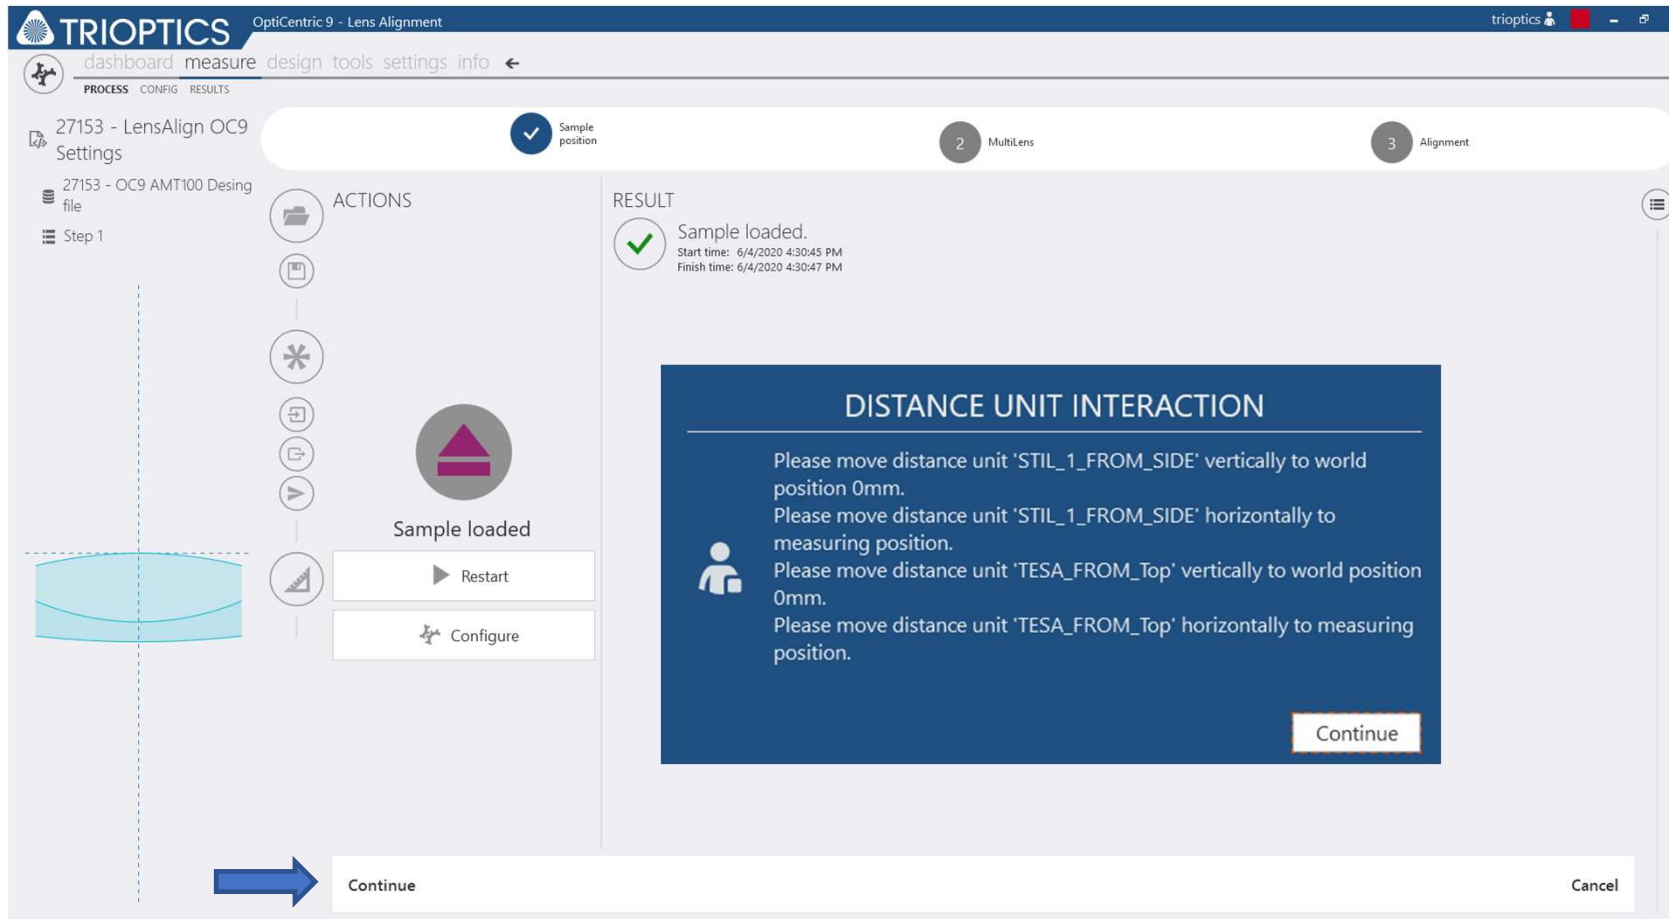 TRIOPTICS
OptiCentric 9 - Lens Alignment
trioptics
dashboard measure design tools settings info
PROCESS CONFIG RESULTS
27153 - LensAlign OC9
Settings
27153 - OC9 AMT100 Desing
file
Step 1
Sample
position
2
MultiLens
3
Alignment
ACTIONS
Sample loaded
Restart
Configure
RESULT
Sample loaded.
Start time: 6/4/2020 4:30:45 PM
Finish time: 6/4/2020 4:30:47 PM
DISTANCE UNIT INTERACTION
Please move distance unit 'STIL_1_FROM_SIDE' vertically to world
position 0mm.
Please move distance unit 'STIL_1_FROM_SIDE' horizontally to
measuring position.
Please move distance unit 'TESA_FROM_Top' vertically to world position
0mm.
Please move distance unit 'TESA_FROM_Top' horizontally to measuring
position.
Continue
Continue
Cancel